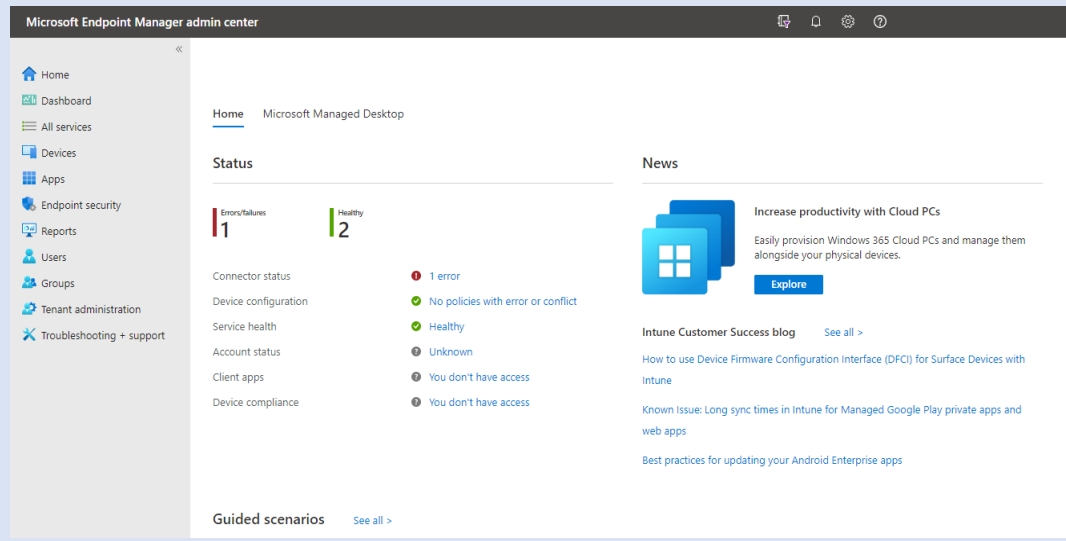 Microsoft Endpoint Manager admin center
«
Home
Dashboard
All services
Devices
Apps
Endpoint security
Reports
Users
Groups
Tenant administration
Troubleshooting + support
Home Microsoft Managed Desktop
Status
Errors/failures
1
Healthy
2
Connector status 1 error
Device configuration No policies with error or conflict
Service health Healthy
Account status Unknown
Client apps You don't have access
Device compliance You don't have access
News
Increase productivity with Cloud PCs
Easily provision Windows 365 Cloud PCs and manage them
alongside your physical devices.
Explore
Intune Customer Success blog See all >
How to use Device Firmware Configuration Interface (DFCI) for Surface Devices with
Intune
Known Issue: Long sync times in Intune for Managed Google Play private apps and
web apps
Best practices for updating your Android Enterprise apps
Guided scenarios See all >